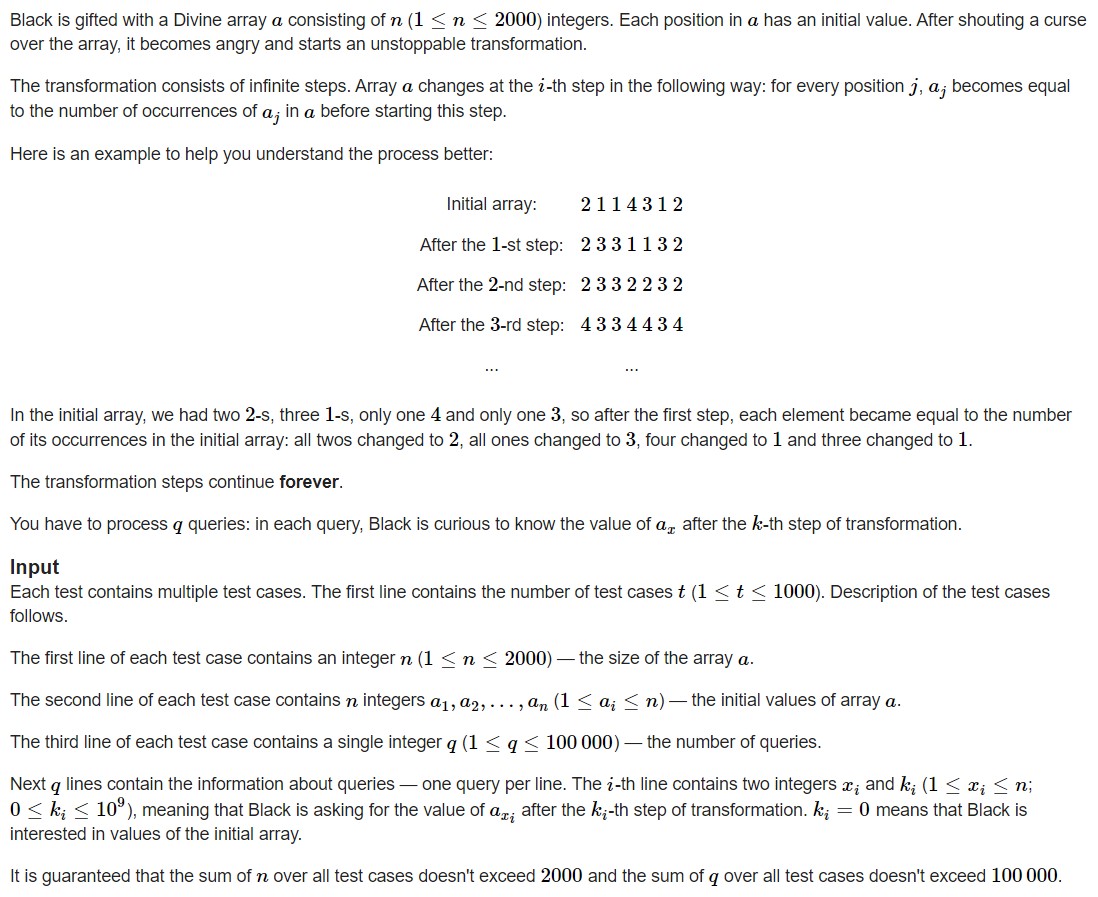 Black is gifted with a Divine array a consisting of n (1 ≤ n ≤ 2000) integers. Each position in a has an initial value. After shouting a curse
over the array, it becomes angry and starts an unstoppable transformation.
The transformation consists of infinite steps. Array a changes at the i-th step in the following way: for every position j, a_j becomes equal
to the number of occurrences of a_j in a before starting this step.
Here is an example to help you understand the process better:
Initial array: 2 1 1 4 3 1 2
After the 1-st step: 2 3 3 1 1 3 2
After the 2-nd step: 2 3 3 2 2 3 2
After the 3-rd step: 4 3 3 4 4 3 4
... ...
In the initial array, we had two 2-s, three 1-s, only one 4 and only one 3, so after the first step, each element became equal to the number
of its occurrences in the initial array: all twos changed to 2, all ones changed to 3, four changed to 1 and three changed to 1.
The transformation steps continue forever.
You have to process q queries: in each query, Black is curious to know the value of a_x after the k-th step of transformation.
Input
Each test contains multiple test cases. The first line contains the number of test cases t (1 ≤ t ≤ 1000). Description of the test cases
follows.
The first line of each test case contains an integer n (1 ≤ n ≤ 2000) — the size of the array a.
The second line of each test case contains n integers a_1, a_2, . . . , a_n (1 ≤ a_i ≤ n) — the initial values of array a.
The third line of each test case contains a single integer q (1 ≤ q ≤ 100 000) — the number of queries.
Next q lines contain the information about queries — one query per line. The i-th line contains two integers x_i and k_i (1 ≤ x_i ≤ n;
0 ≤ k_i ≤ 10^9), meaning that Black is asking for the value of a_{x_i} after the k_i-th step of transformation. k_i = 0 means that Black is
interested in values of the initial array.
It is guaranteed that the sum of n over all test cases doesn't exceed 2000 and the sum of q over all test cases doesn't exceed 100 000.